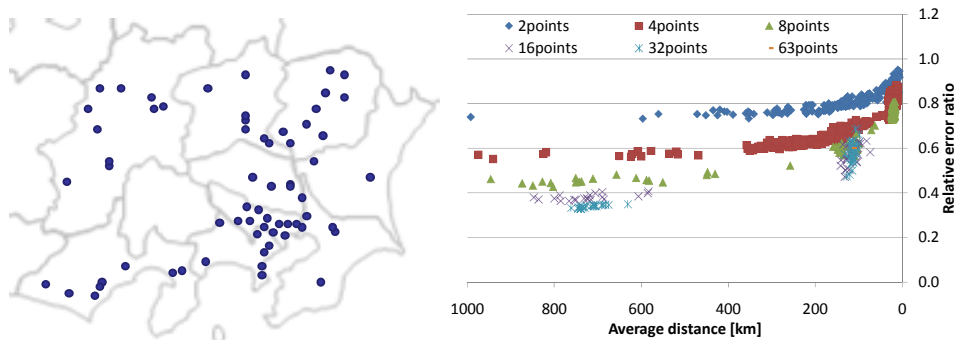 2points 4points 8points
16points 32points 63points
1.2
1.0
0.8
0.6
0.4
0.2
0.0
Relative error ratio
1000 800 600 400 200 0
Average distance [km]